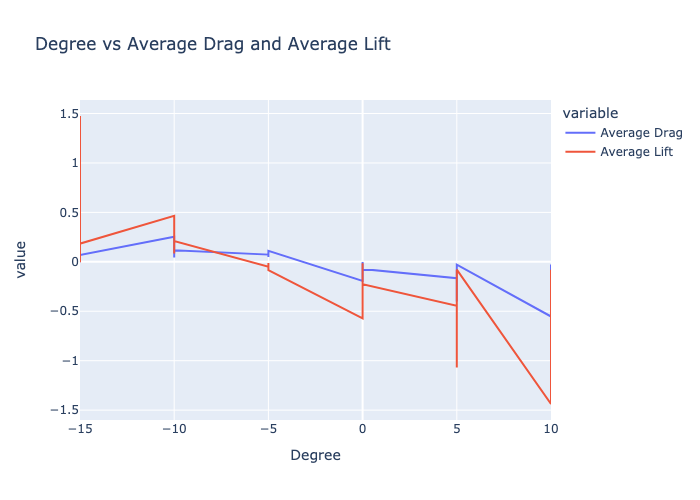 Degree vs Average Drag and Average Lift
variable
Average Drag
Average Lift
value
1.5
1
0.5
0
−0.5
−1
−1.5
−15
−10
−5
0
5
10
Degree